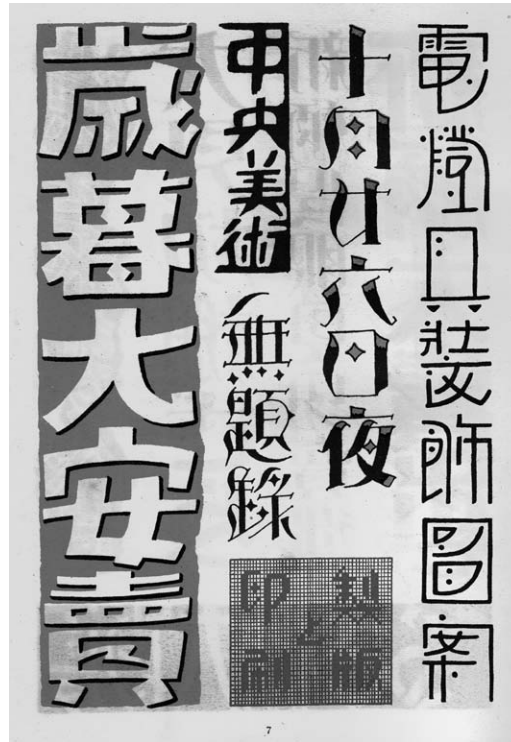 電燈具裝飾圖案
十月廿六日夜
中央美術
無題錄
製版
と
印刷
歳暮大安賣
7